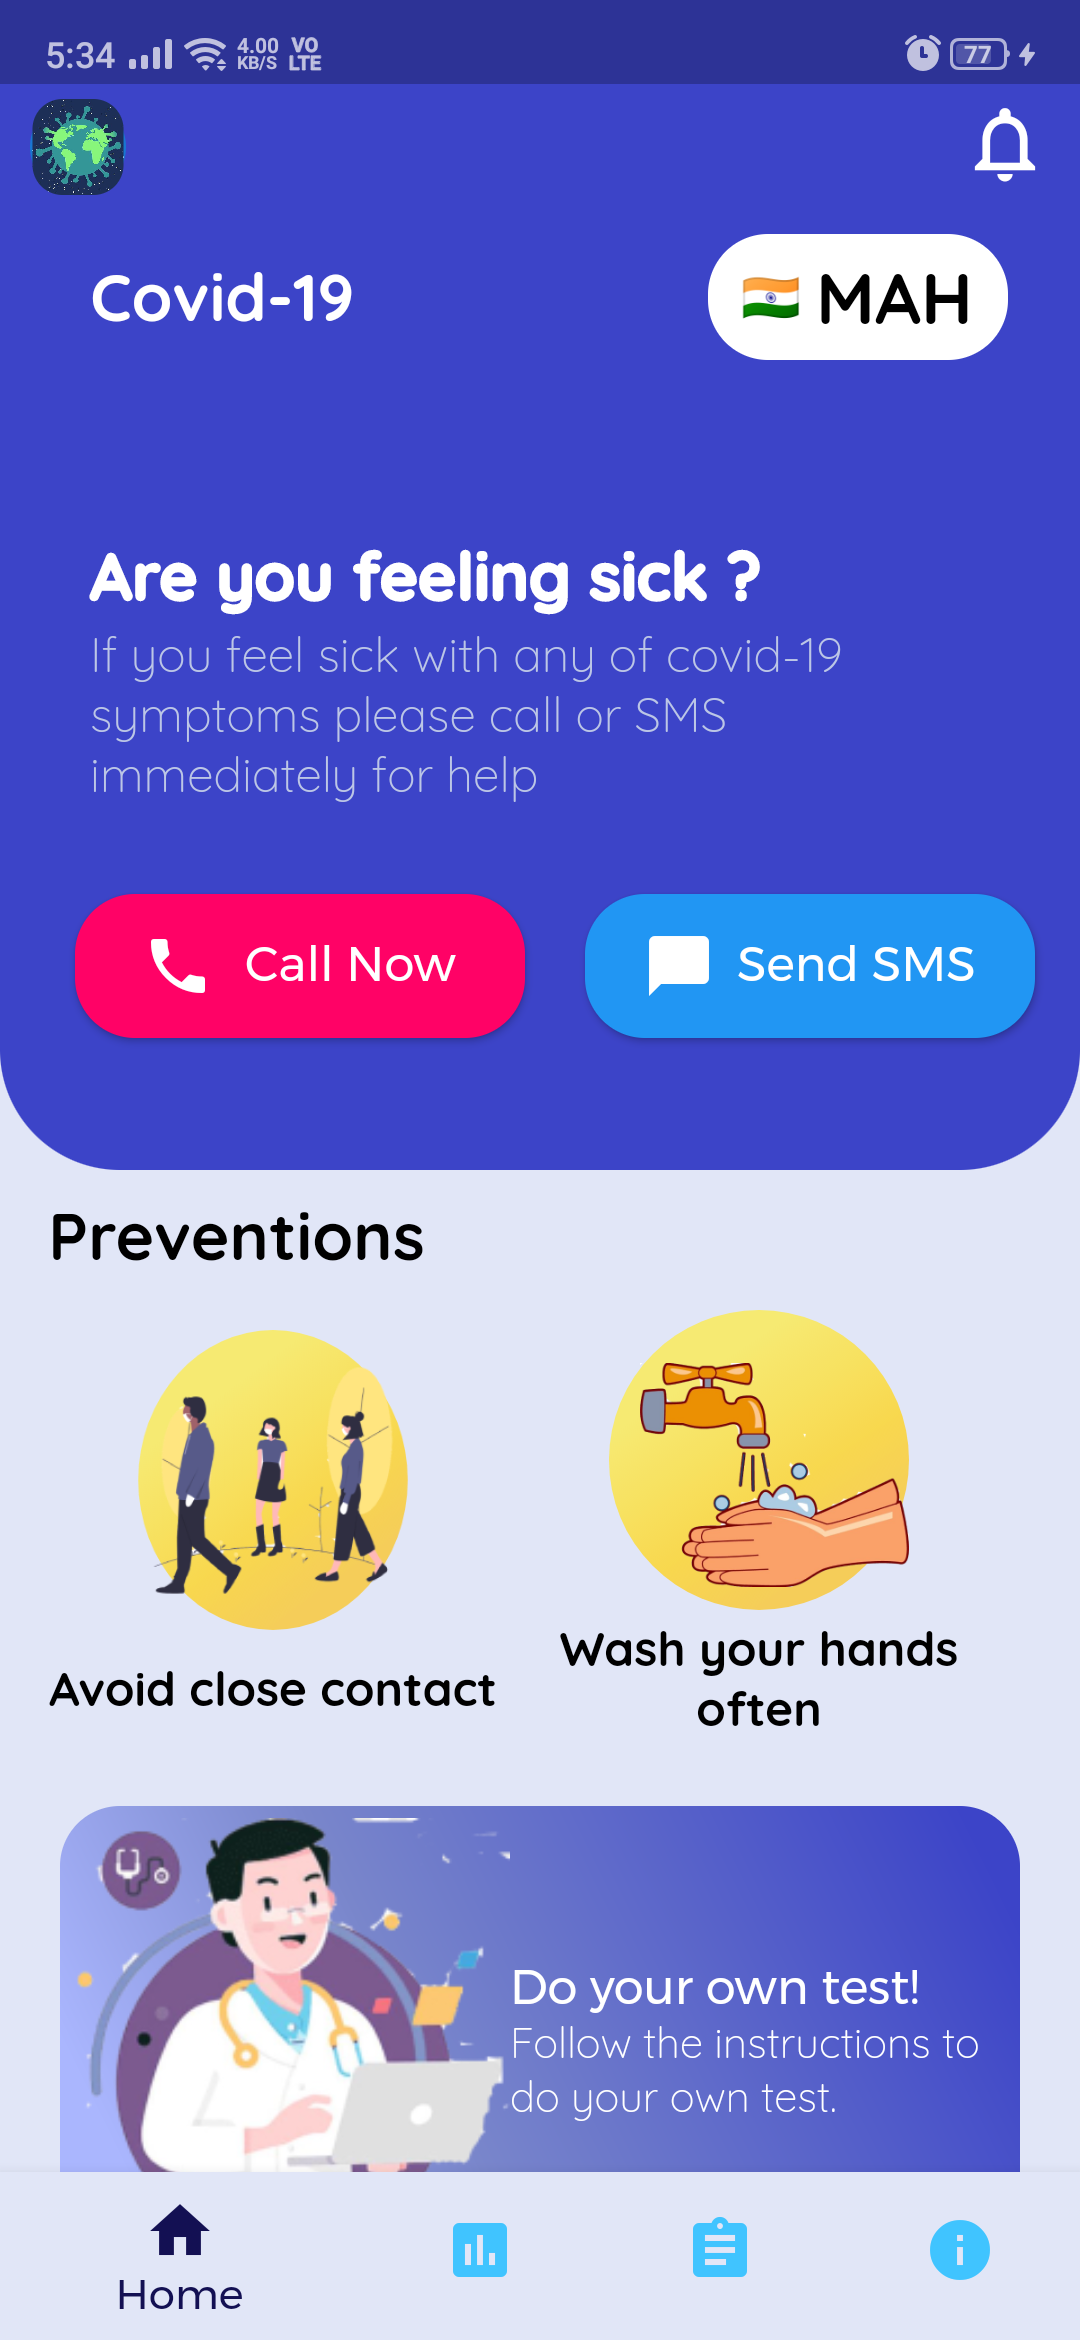 5:34 4.00 KB/S VO LTE 77
Covid-19
MAH
Are you feeling sick ?
If you feel sick with any of covid-19
symptoms please call or SMS
immediately for help
Call Now
Send SMS
Preventions
Avoid close contact
Wash your hands
often
Do your own test!
Follow the instructions to
do your own test.
Home